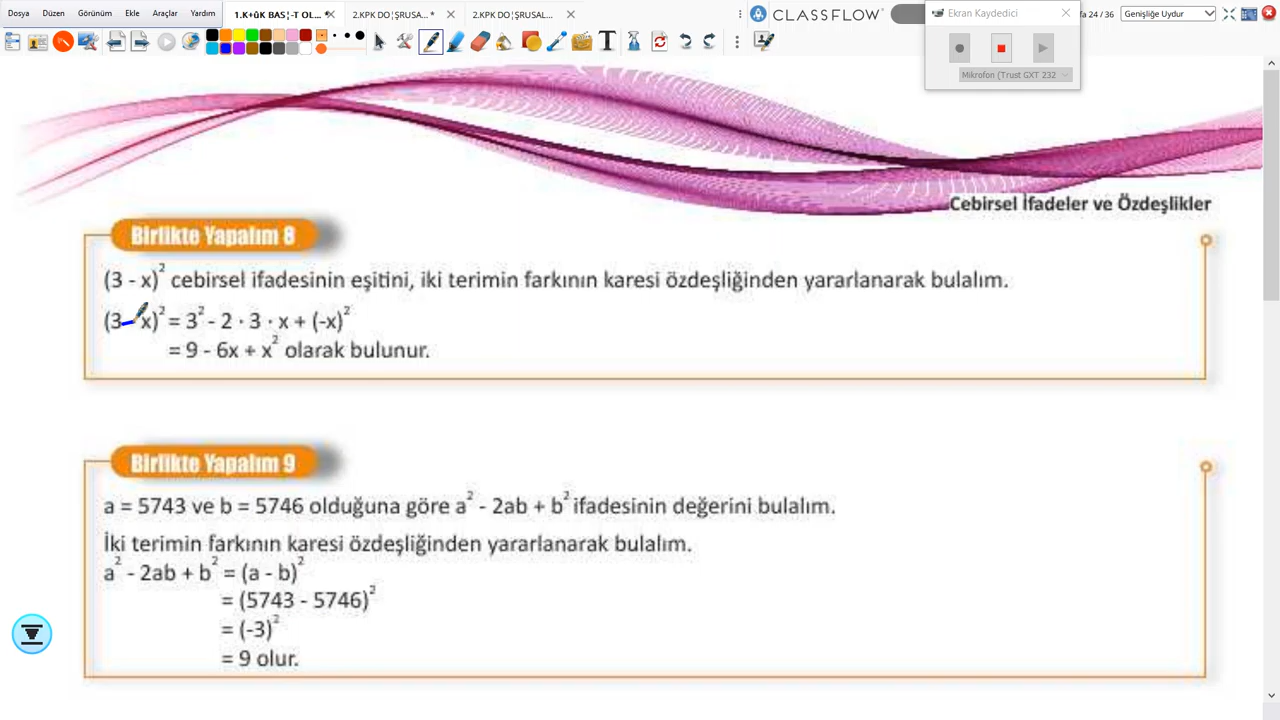 Dosya Düzen Görünüm Ekle Araçlar Yardım
1.K+ûK BAS¦-T OL... *
2.KPK DO¦ŞRUSA... *
2.KPK DO¦ŞRUSAL...
CLASSFLOW
fa 24 / 36
Genişliğe Uydur
Ekran Kaydedici
Mikrofon (Trust GXT 232
Cebirsel İfadeler ve Özdeşlikler
Birlikte Yapalım 8
(3 - x)² cebirsel ifadesinin eşitini, iki terimin farkının karesi özdeşliğinden yararlanarak bulalım.
(3 - x)² = 3² - 2 · 3 · x + (-x)²
= 9 - 6x + x² olarak bulunur.
Birlikte Yapalım 9
a = 5743 ve b = 5746 olduğuna göre a² - 2ab + b² ifadesinin değerini bulalım.
İki terimin farkının karesi özdeşliğinden yararlanarak bulalım.
a² - 2ab + b² = (a - b)²
= (5743 - 5746)²
= (-3)²
= 9 olur.